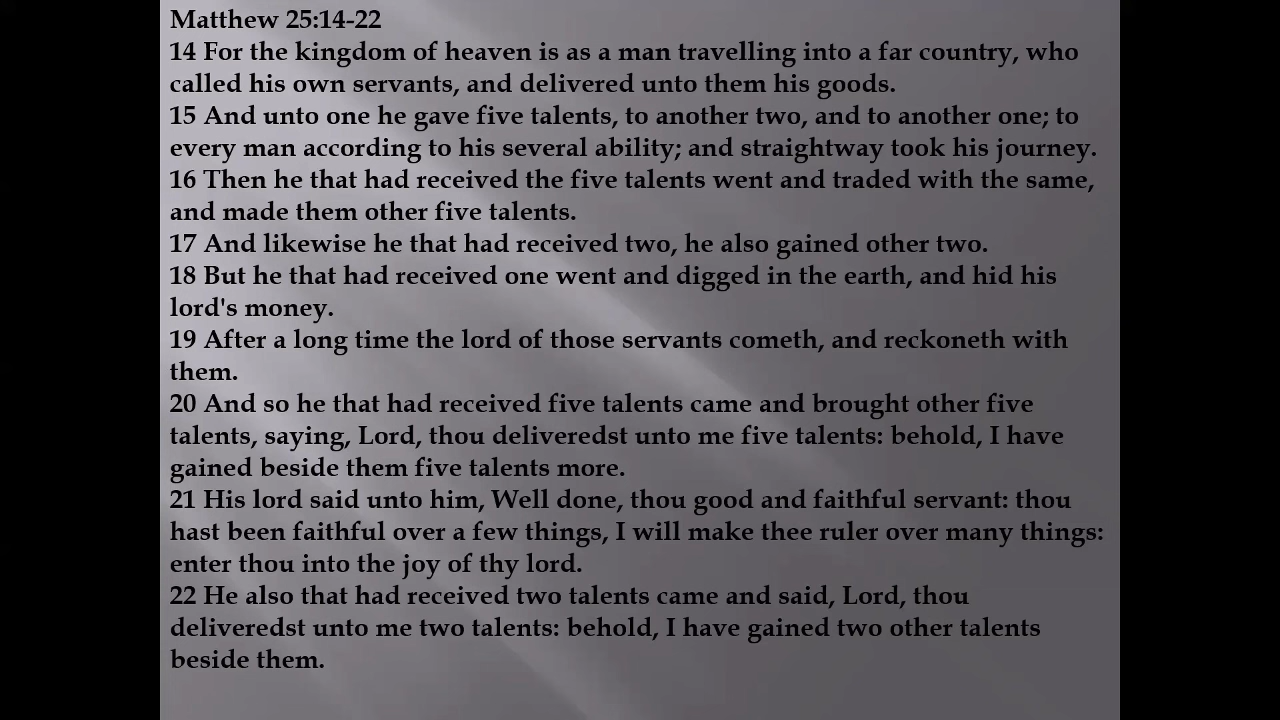 Matthew 25:14-22
14 For the kingdom of heaven is as a man travelling into a far country, who
called his own servants, and delivered unto them his goods.
15 And unto one he gave five talents, to another two, and to another one; to
every man according to his several ability; and straightway took his journey.
16 Then he that had received the five talents went and traded with the same,
and made them other five talents.
17 And likewise he that had received two, he also gained other two.
18 But he that had received one went and digged in the earth, and hid his
lord's money.
19 After a long time the lord of those servants cometh, and reckoneth with
them.
20 And so he that had received five talents came and brought other five
talents, saying, Lord, thou deliveredst unto me five talents: behold, I have
gained beside them five talents more.
21 His lord said unto him, Well done, thou good and faithful servant: thou
hast been faithful over a few things, I will make thee ruler over many things:
enter thou into the joy of thy lord.
22 He also that had received two talents came and said, Lord, thou
deliveredst unto me two talents: behold, I have gained two other talents
beside them.